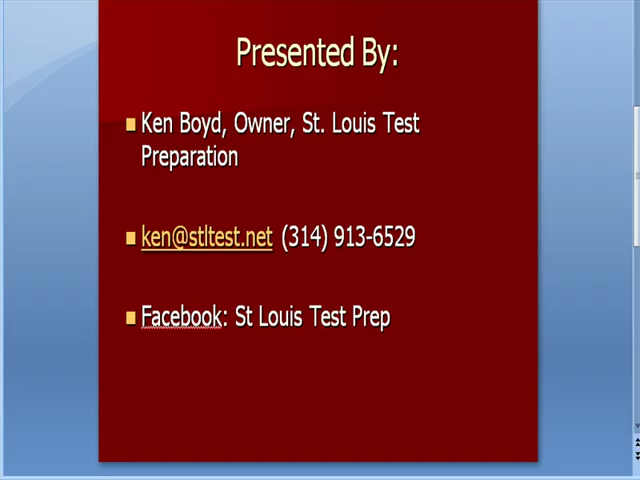 Presented By:
Ken Boyd, Owner, St. Louis Test
Preparation
ken@stltest.net (314) 913-6529
Facebook: St Louis Test Prep